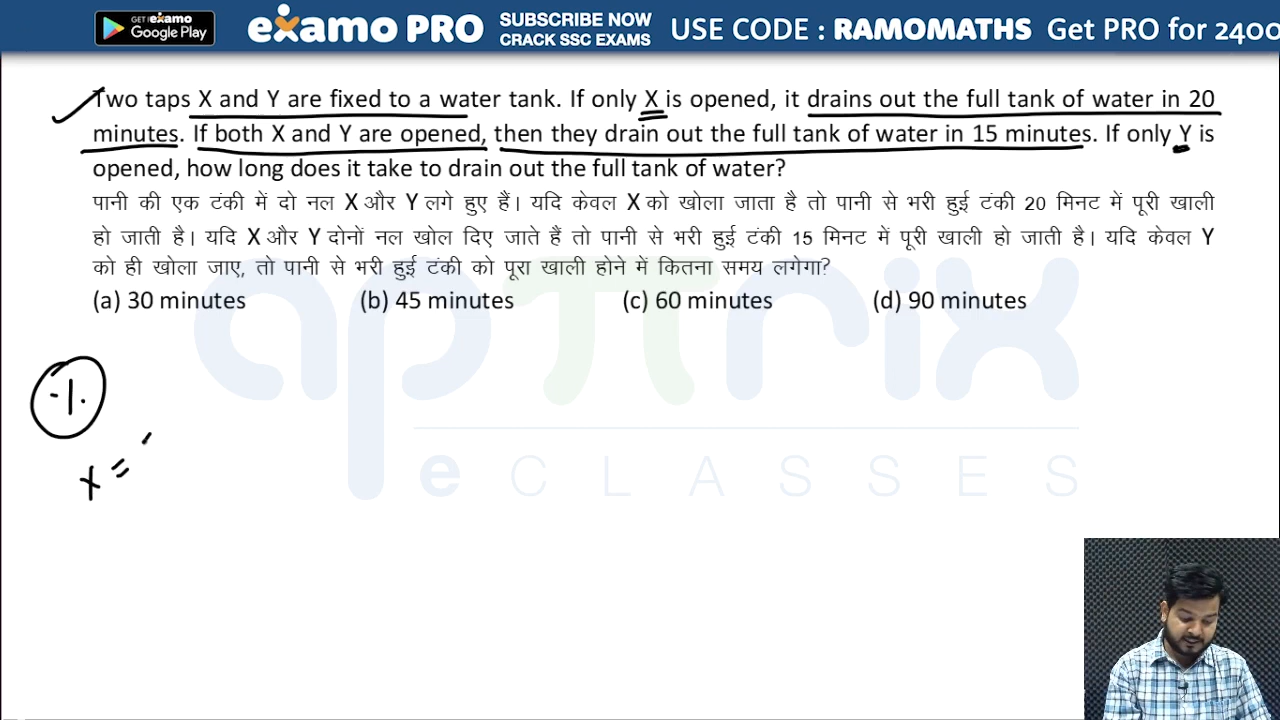 GET IT ON examo Google Play
examo PRO
SUBSCRIBE NOW
CRACK SSC EXAMS
USE CODE : RAMOMATHS Get PRO for 2400
Two taps X and Y are fixed to a water tank. If only X is opened, it drains out the full tank of water in 20
minutes. If both X and Y are opened, then they drain out the full tank of water in 15 minutes. If only Y is
opened, how long does it take to drain out the full tank of water?
पानी की एक टंकी में दो नल X और Y लगे हुए हैं। यदि केवल X को खोला जाता है तो पानी से भरी हुई टंकी 20 मिनट में पूरी खाली
हो जाती है। यदि X और Y दोनों नल खोल दिए जाते हैं तो पानी से भरी हुई टंकी 15 मिनट में पूरी खाली हो जाती है। यदि केवल Y
को ही खोला जाए, तो पानी से भरी हुई टंकी को पूरा खाली होने में कितना समय लगेगा?
(a) 30 minutes (b) 45 minutes (c) 60 minutes (d) 90 minutes
apπrix
e CLASSES
x =